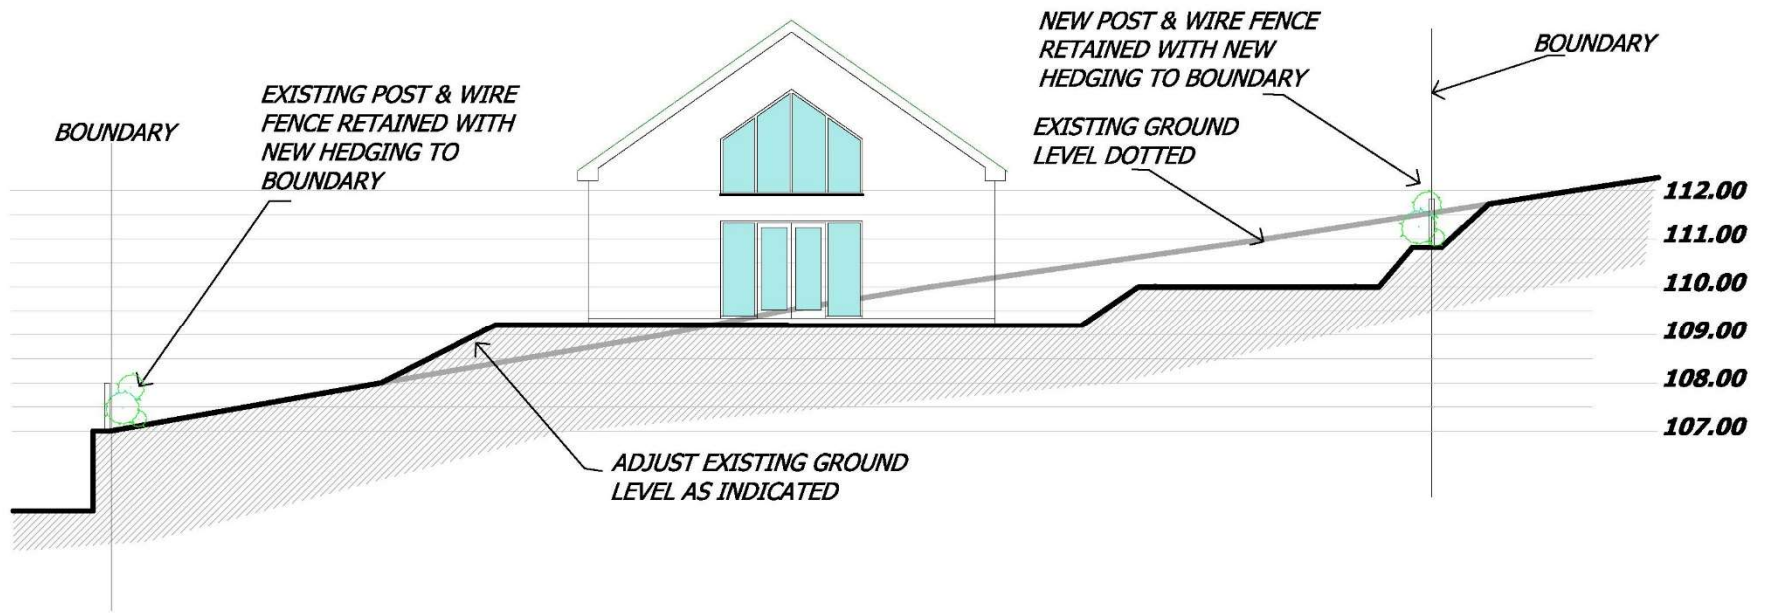 BOUNDARY
EXISTING POST & WIRE
FENCE RETAINED WITH
NEW HEDGING TO
BOUNDARY
NEW POST & WIRE FENCE
RETAINED WITH NEW
HEDGING TO BOUNDARY
EXISTING GROUND
LEVEL DOTTED
BOUNDARY
112.00
111.00
110.00
109.00
108.00
107.00
ADJUST EXISTING GROUND
LEVEL AS INDICATED